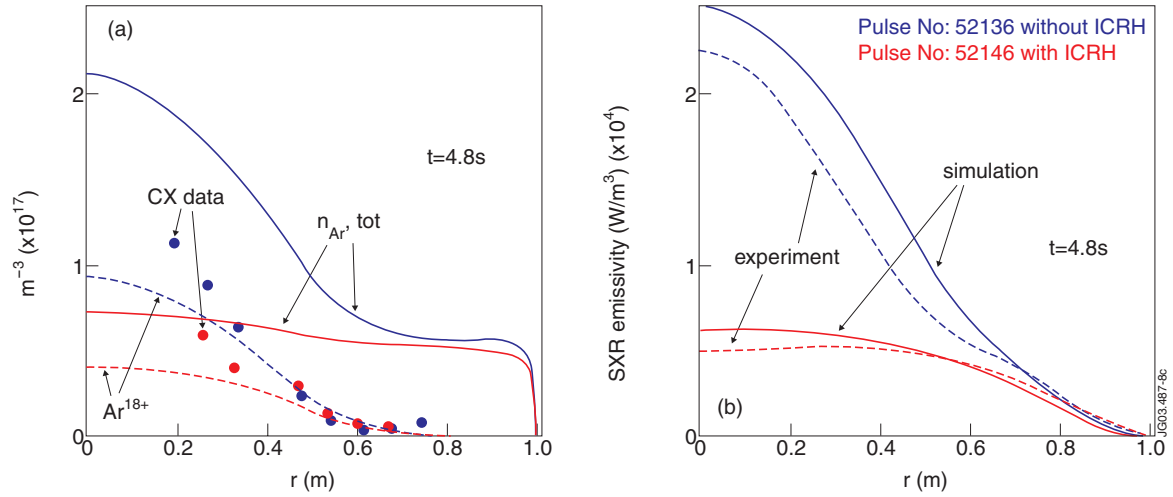 (a)
2
1
0
m⁻³ (x10¹⁷)
t=4.8s
CX data
n_Ar, tot
Ar¹⁸⁺
0
0.2
0.4
0.6
0.8
1.0
r (m)
Pulse No: 52136 without ICRH
Pulse No: 52146 with ICRH
2
1
0
SXR emissivity (W/m³) (x10⁴)
simulation
experiment
t=4.8s
(b)
0
0.2
0.4
0.6
0.8
1.0
r (m)
JG03.487-8c